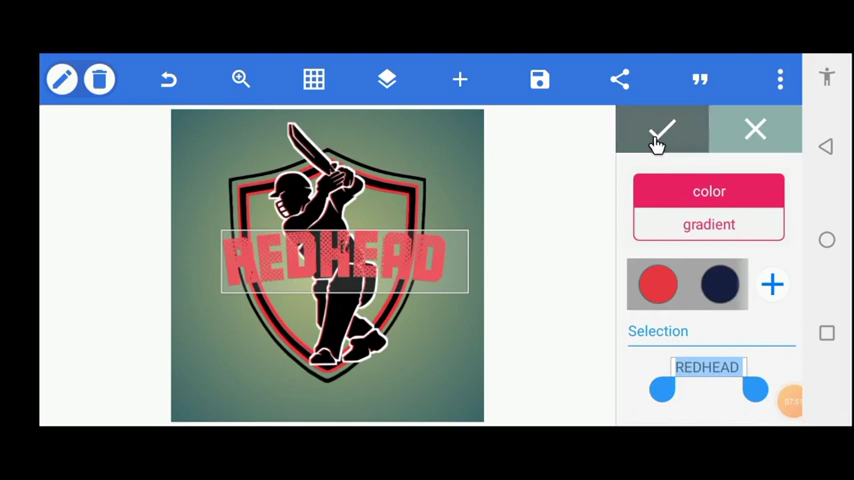 color
gradient
REDHEAD
Selection
REDHEAD